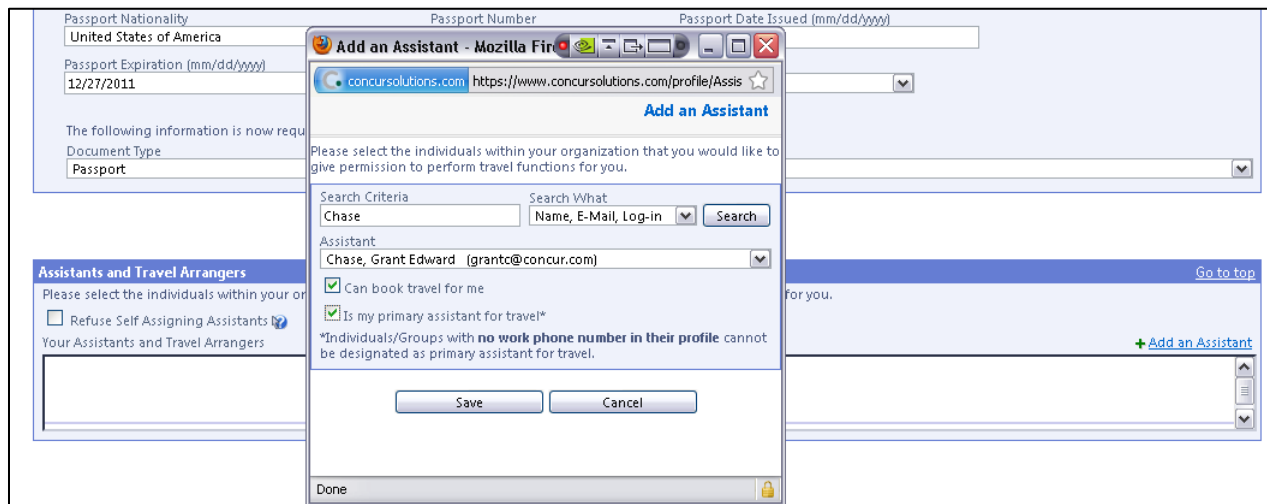 Passport Nationality Passport Number Passport Date Issued (mm/dd/yyyy)
United States of America
Passport Expiration (mm/dd/yyyy)
12/27/2011
The following information is now requ
Document Type
Passport
Assistants and Travel Arrangers Go to top
Please select the individuals within your or for you.
Refuse Self Assigning Assistants
Your Assistants and Travel Arrangers + Add an Assistant
Add an Assistant - Mozilla Fir
concursolutions.com https://www.concursolutions.com/profile/Assis
Add an Assistant
Please select the individuals within your organization that you would like to
give permission to perform travel functions for you.
Search Criteria Search What
Chase Name, E-Mail, Log-in Search
Assistant
Chase, Grant Edward (grantc@concur.com)
Can book travel for me
Is my primary assistant for travel*
*Individuals/Groups with no work phone number in their profile cannot
be designated as primary assistant for travel.
Save Cancel
Done